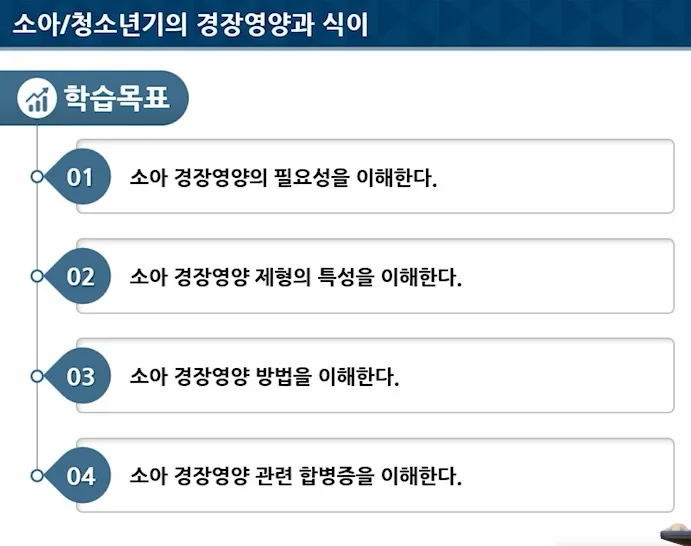 소아/청소년기의 경장영양과 식이
학습목표
01 소아 경장영양의 필요성을 이해한다.
02 소아 경장영양 제형의 특성을 이해한다.
03 소아 경장영양 방법을 이해한다.
04 소아 경장영양 관련 합병증을 이해한다.